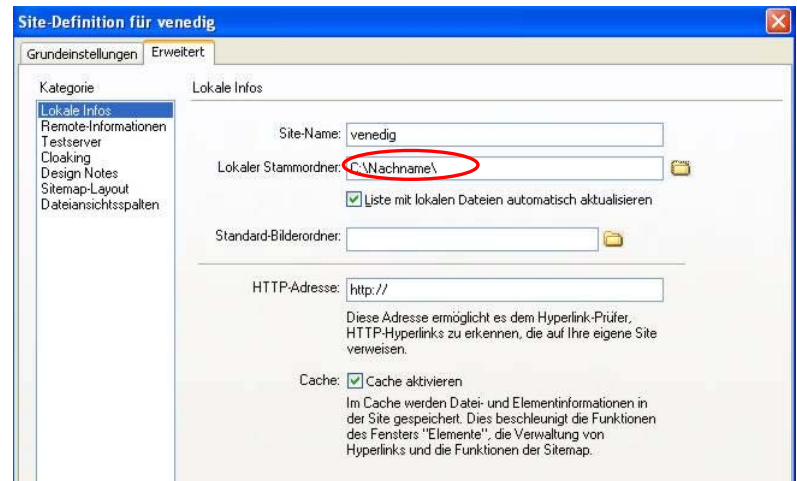 Site-Definition für venedig
Grundeinstellungen
Erweitert
Kategorie
Lokale Infos
Remote-Informationen
Testserver
Cloaking
Design Notes
Sitemap-Layout
Dateiansichtsspalten
Lokale Infos
Site-Name: venedig
Lokaler Stammordner: C:\Nachname\
Liste mit lokalen Dateien automatisch aktualisieren
Standard-Bilderordner:
HTTP-Adresse: http://
Diese Adresse ermöglicht es dem Hyperlink-Prüfer,
HTTP-Hyperlinks zu erkennen, die auf Ihre eigene Site
verweisen.
Cache: Cache aktivieren
Im Cache werden Datei- und Elementinformationen in
der Site gespeichert. Dies beschleunigt die Funktionen
des Fensters "Elemente", die Verwaltung von
Hyperlinks und die Funktionen der Sitemap.